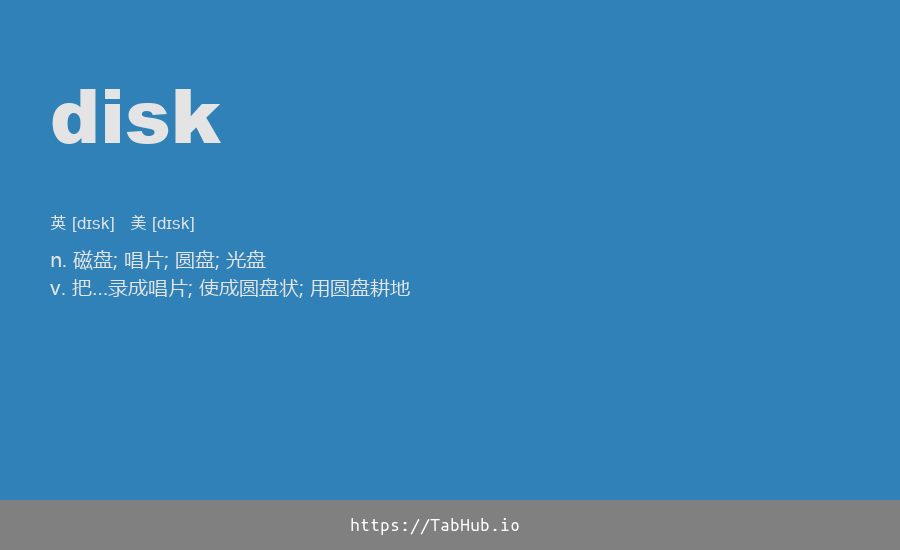 disk
英 [dɪsk] 美 [dɪsk]
n. 磁盘; 唱片; 圆盘; 光盘
v. 把...录成唱片; 使成圆盘状; 用圆盘耕地
https://TabHub.io